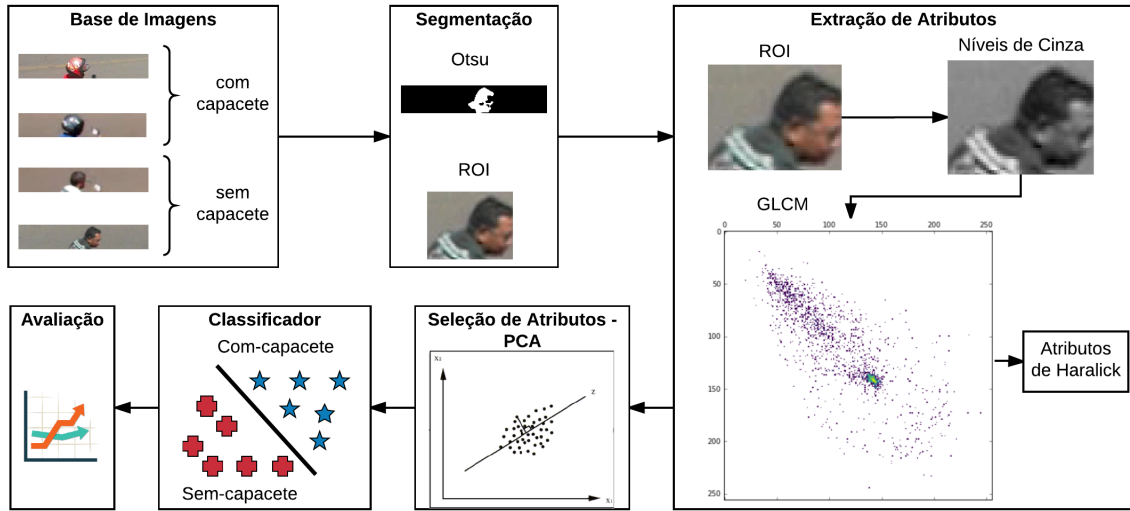 Base de Imagens
com
capacete
sem
capacete
Segmentação
Otsu
ROI
Extração de Atributos
ROI
Níveis de Cinza
GLCM
0 50 100 150 200 250
0
50
100
150
200
250
Atributos
de Haralick
Seleção de Atributos -
PCA
x₂
z
x₁
Classificador
Com-capacete
Sem-capacete
Avaliação